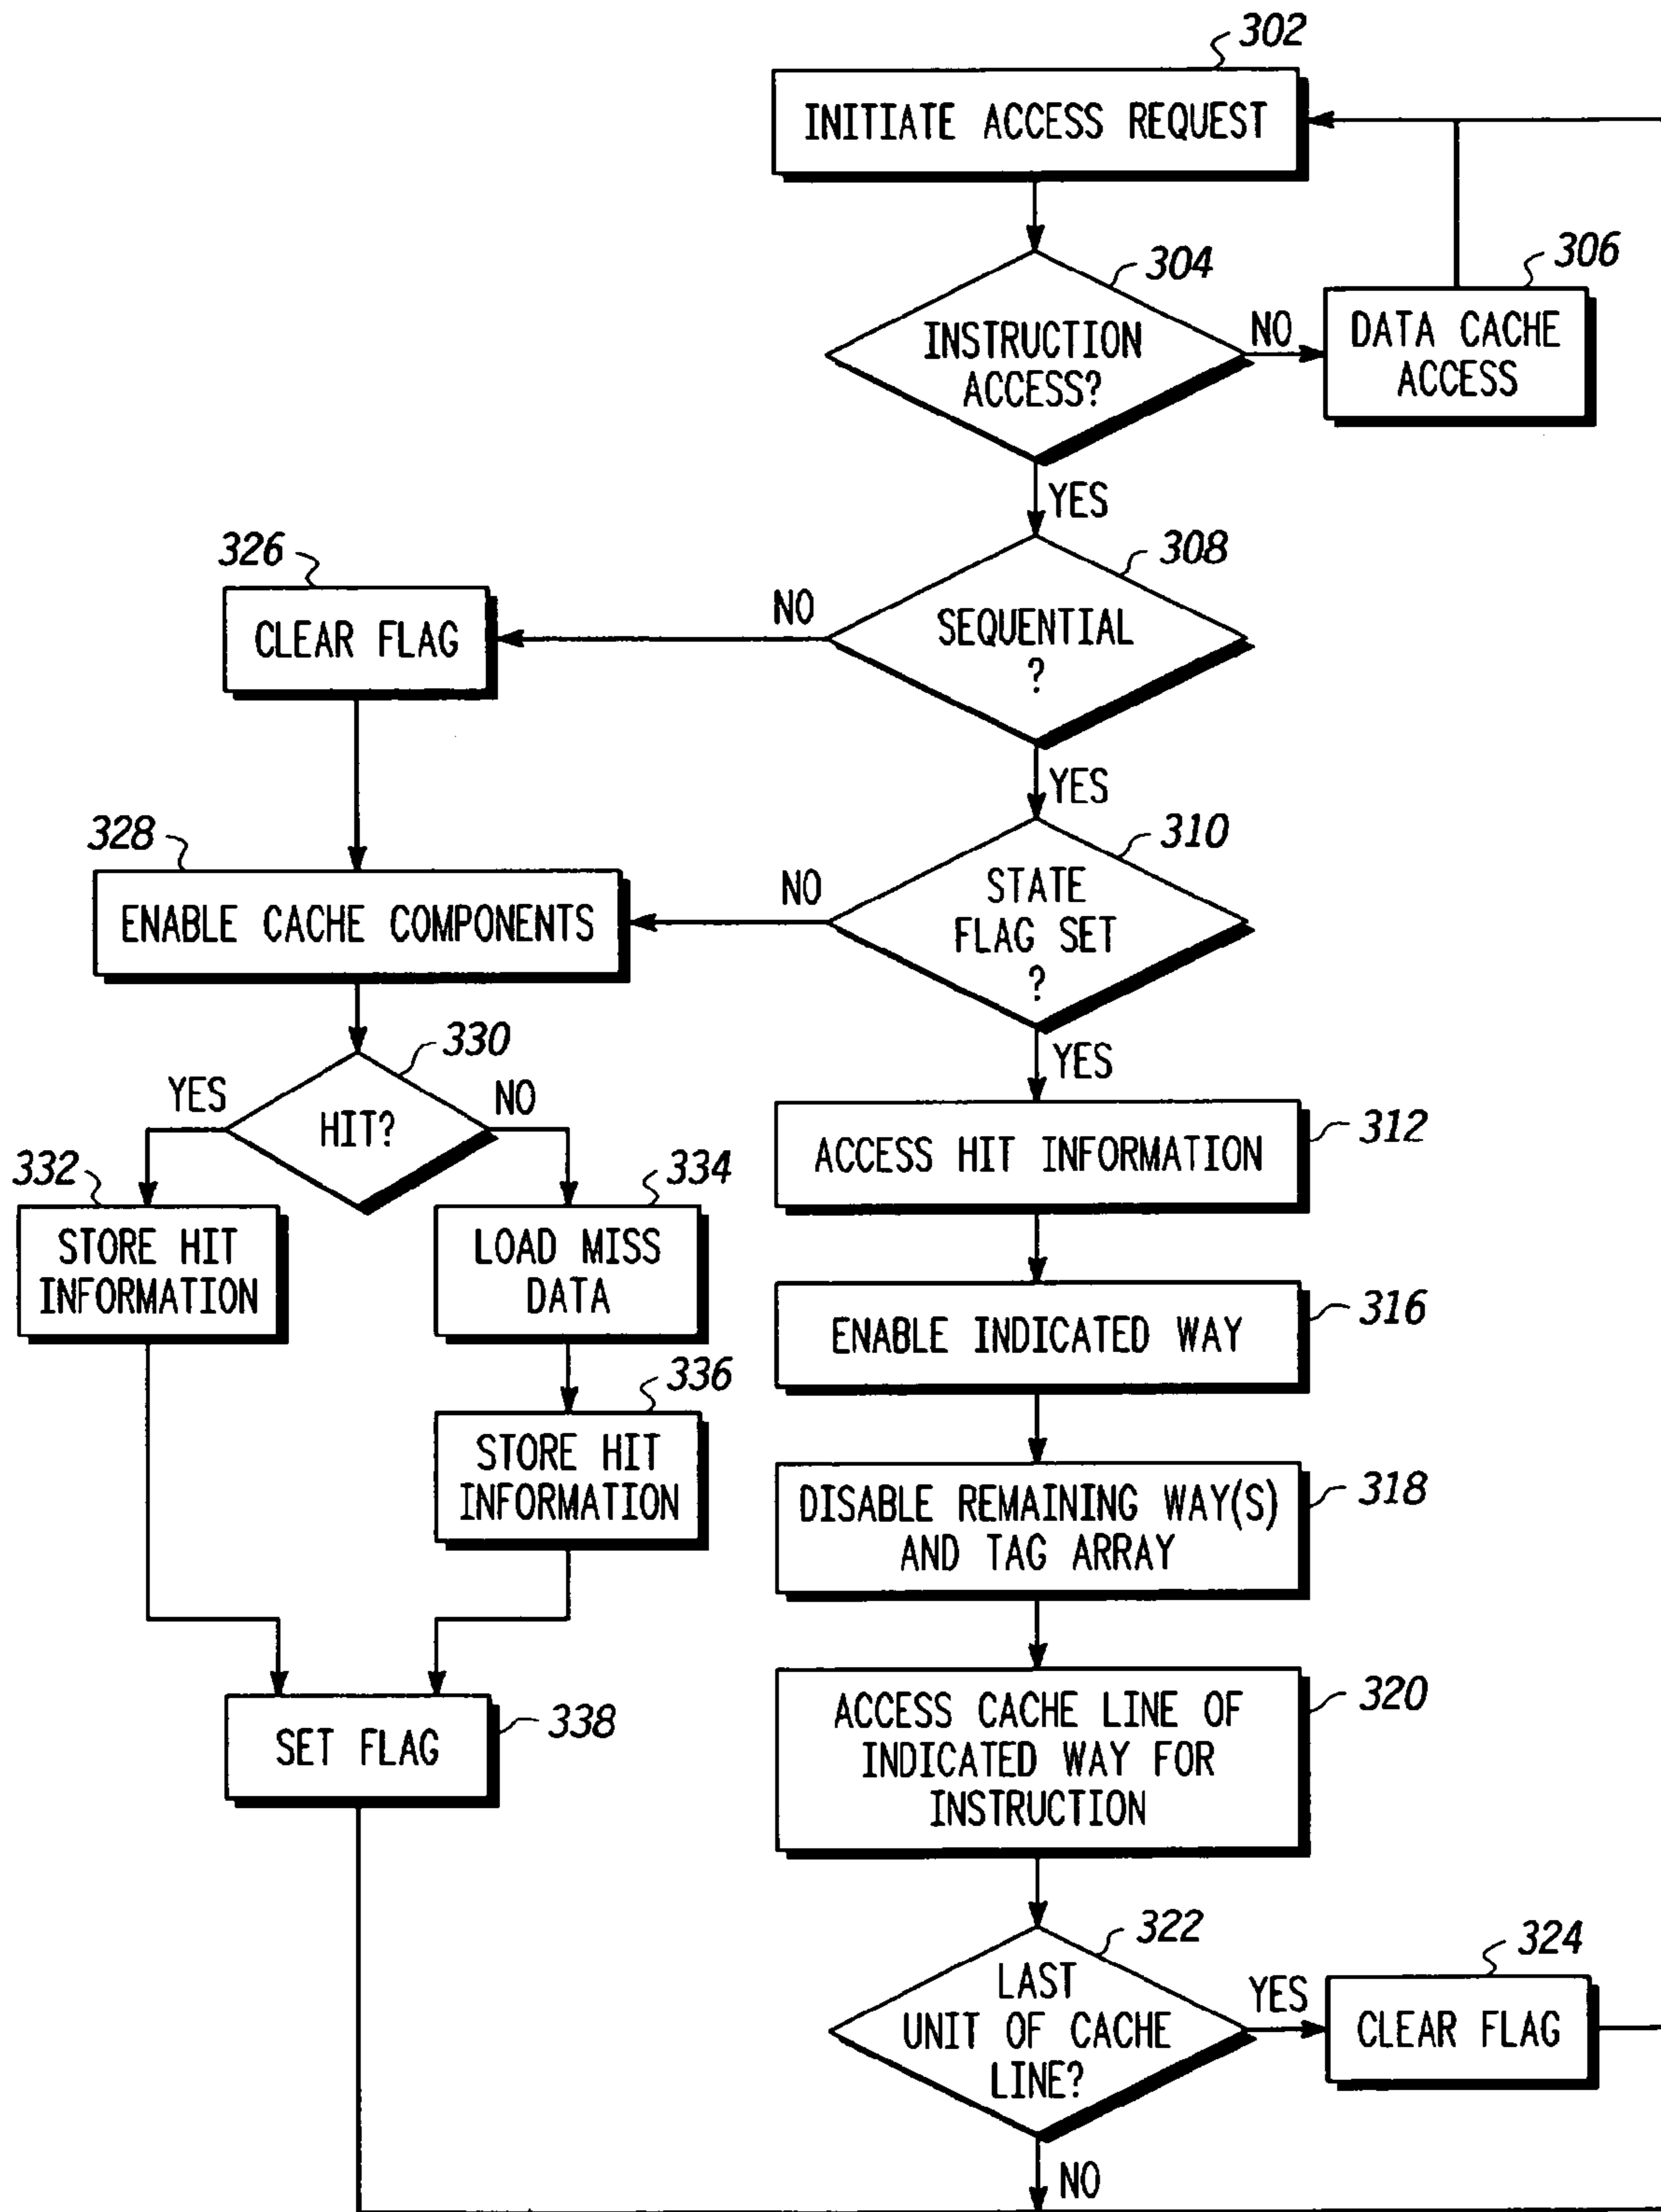 302
INITIATE ACCESS REQUEST
304
INSTRUCTION
ACCESS?
NO
306
DATA CACHE
ACCESS
YES
308
SEQUENTIAL
?
NO
326
CLEAR FLAG
YES
310
STATE
FLAG SET
?
NO
328
ENABLE CACHE COMPONENTS
YES
330
HIT?
YES
NO
312
ACCESS HIT INFORMATION
332
STORE HIT
INFORMATION
334
LOAD MISS
DATA
316
ENABLE INDICATED WAY
336
STORE HIT
INFORMATION
318
DISABLE REMAINING WAY(S)
AND TAG ARRAY
338
SET FLAG
320
ACCESS CACHE LINE OF
INDICATED WAY FOR
INSTRUCTION
322
LAST
UNIT OF CACHE
LINE?
YES
324
CLEAR FLAG
NO